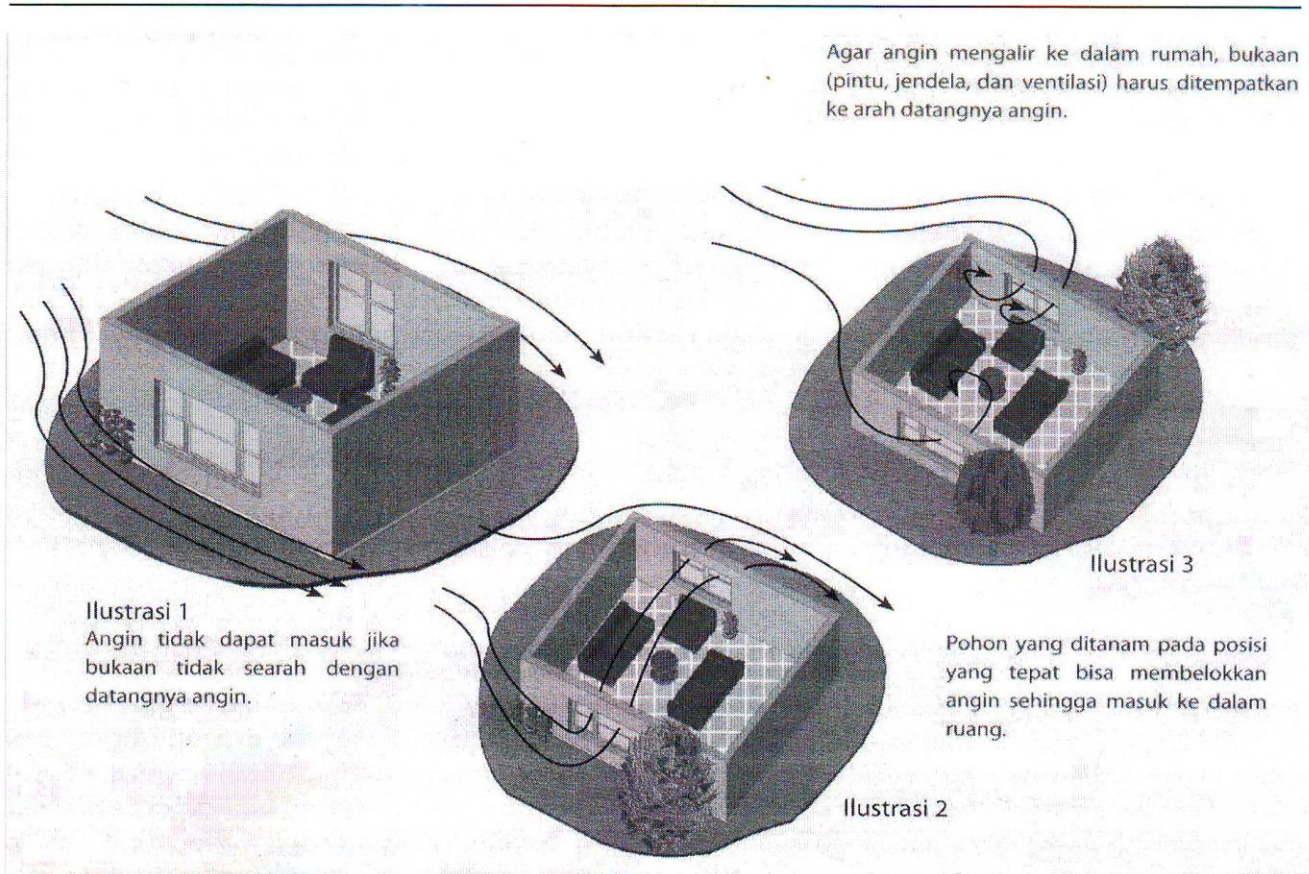 Agar angin mengalir ke dalam rumah, bukaan
(pintu, jendela, dan ventilasi) harus ditempatkan
ke arah datangnya angin.
Ilustrasi 1
Angin tidak dapat masuk jika
bukaan tidak searah dengan
datangnya angin.
Ilustrasi 2
Ilustrasi 3
Pohon yang ditanam pada posisi
yang tepat bisa membelokkan
angin sehingga masuk ke dalam
ruang.